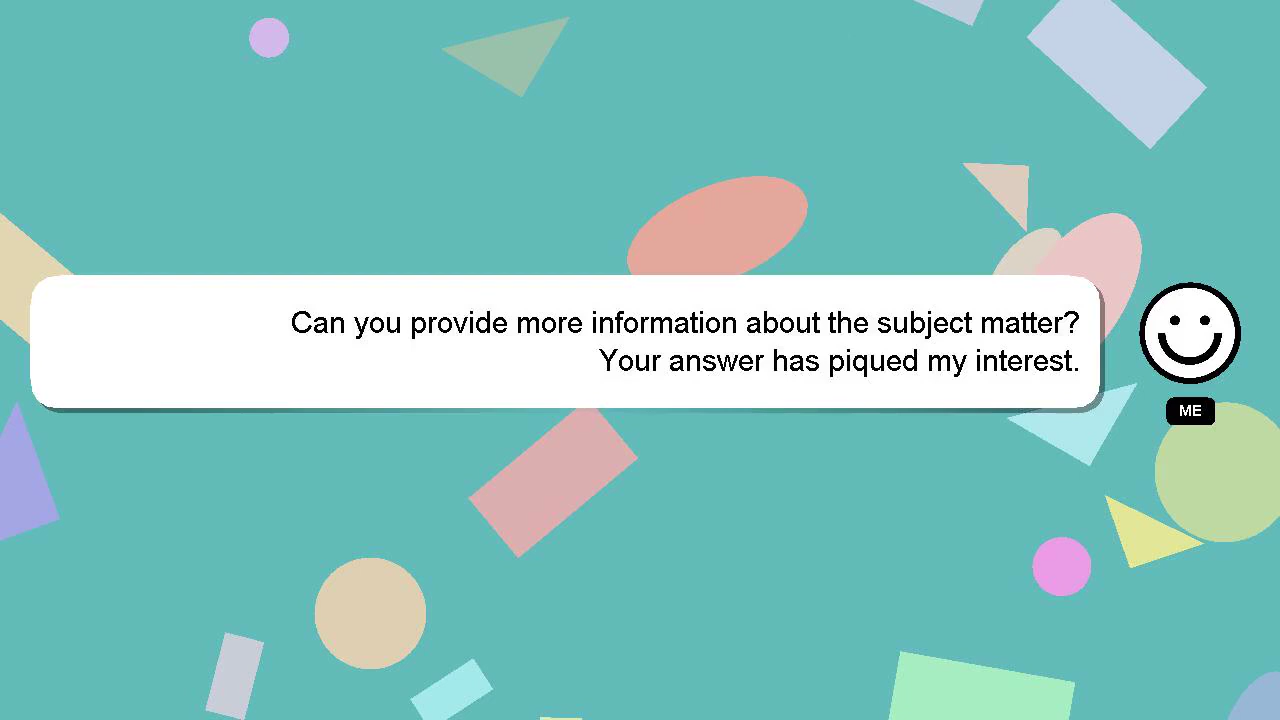 Can you provide more information about the subject matter?
Your answer has piqued my interest.
ME